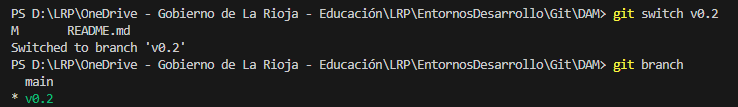 PS D:\LRP\OneDrive - Gobierno de La Rioja - Educación\LRP\EntornosDesarrollo\Git\DAM> git switch v0.2
M       README.md
Switched to branch 'v0.2'
PS D:\LRP\OneDrive - Gobierno de La Rioja - Educación\LRP\EntornosDesarrollo\Git\DAM> git branch
  main
* v0.2